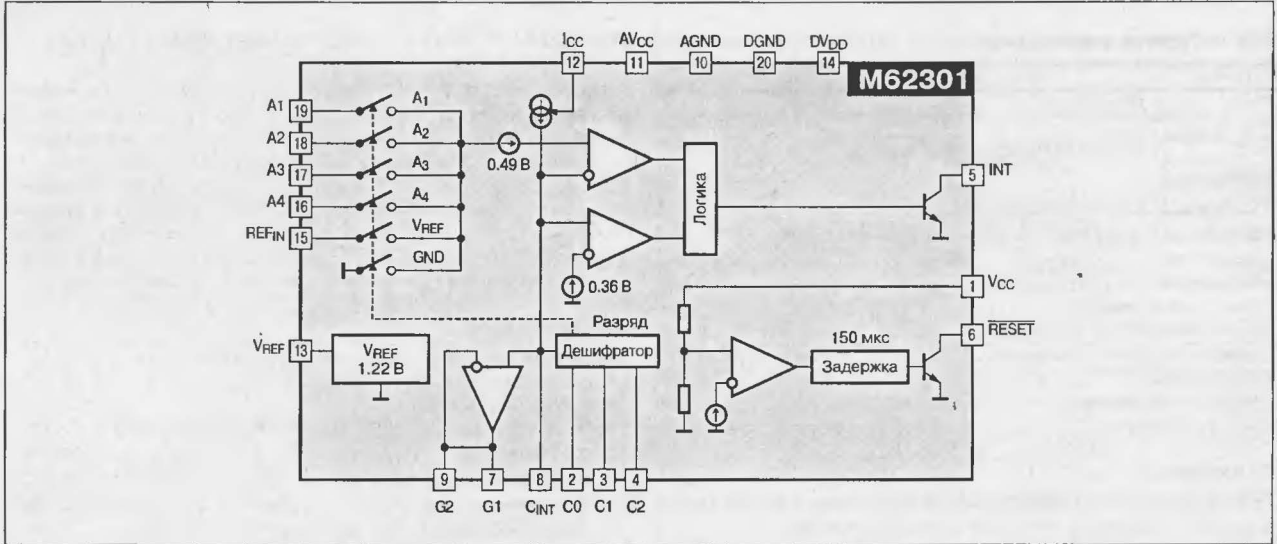 ICC AVCC AGND DGND DVDD
12 11 10 20 14
M62301
A1 19 A1
A2 18 A2
A3 17 A3
A4 16 A4
REFIN 15 VREF
GND
0.49 В
0.36 В
Логика
5 INT
1 VCC
6 RESET
VREF 13
VREF
1.22 В
Разряд
Дешифратор
150 мкс
Задержка
9 7 8 2 3 4
G2 G1 CINT C0 C1 C2